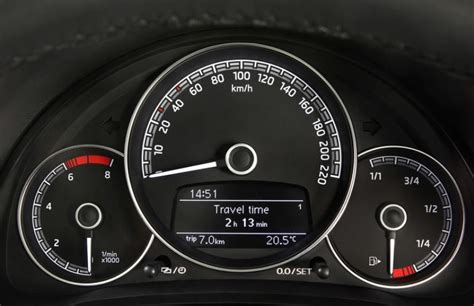 80 100 120
60 140
km/h
40 160
20 180
10 200
220
6 8
4
2
1/min
x1000
14:51
Travel time 1
2 h 13 min
trip 7.0km 20.5°C
0.0/SET
1/1 3/4
1/2
1/4